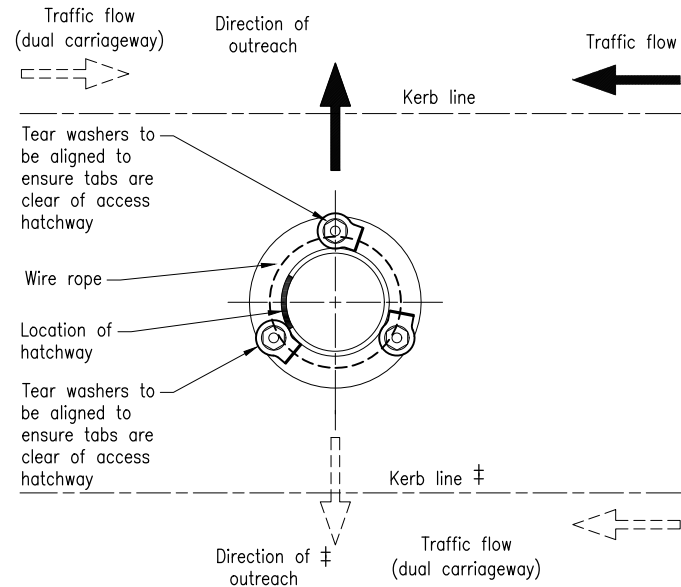 Traffic flow
(dual carriageway)
Direction of
outreach
Traffic flow
Kerb line
Tear washers to
be aligned to
ensure tabs are
clear of access
hatchway
Wire rope
Location of
hatchway
Tear washers to
be aligned to
ensure tabs are
clear of access
hatchway
Kerb line ‡
Direction of ‡
outreach
Traffic flow
(dual carriageway)